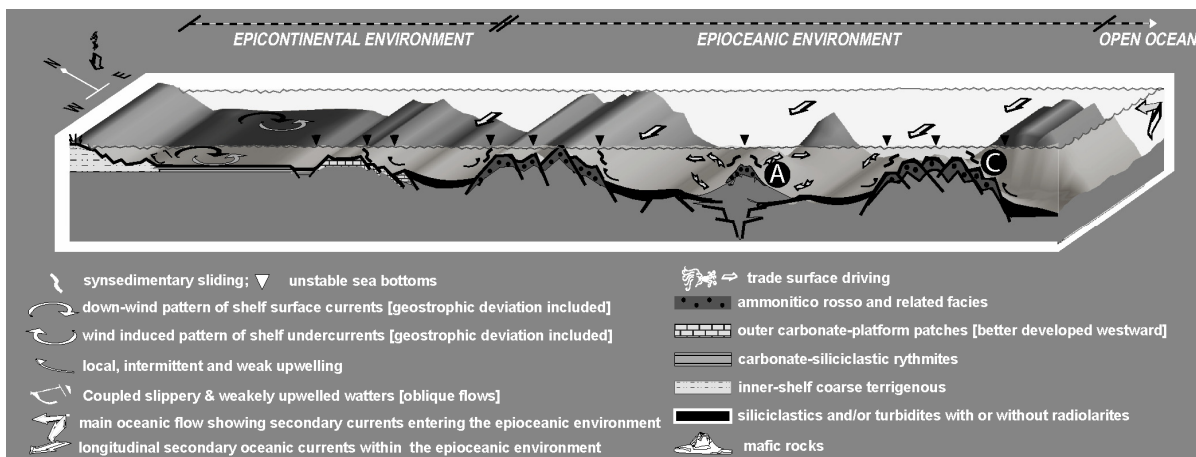 EPICONTINENTAL ENVIRONMENT
EPIOCEANIC ENVIRONMENT
OPEN OCEAN
N
E
W
S
A
C
synsedimentary sliding; unstable sea bottoms
down-wind pattern of shelf surface currents [geostrophic deviation included]
wind induced pattern of shelf undercurrents [geostrophic deviation included]
local, intermittent and weak upwelling
Coupled slippery & weakly upwelled watters [oblique flows]
main oceanic flow showing secondary currents entering the epioceanic environment
longitudinal secondary oceanic currents within the epioceanic environment
trade surface driving
ammonitico rosso and related facies
outer carbonate-platform patches [better developed westward]
carbonate-siliciclastic rythmites
inner-shelf coarse terrigenous
siliciclastics and/or turbidites with or without radiolarites
mafic rocks